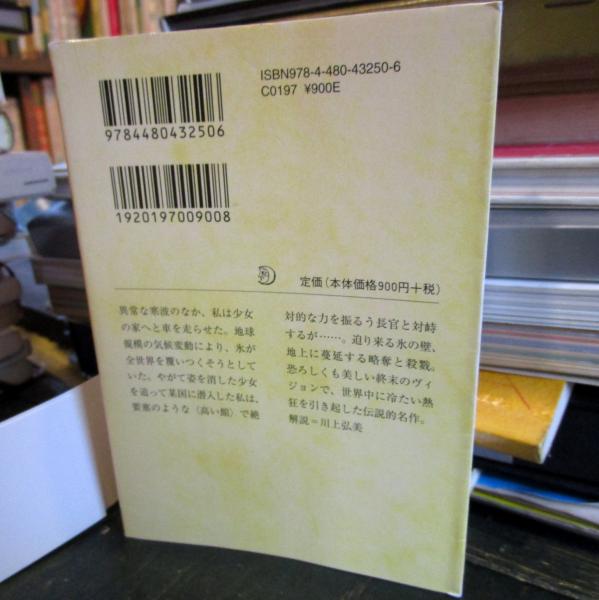 ISBN978-4-480-43250-6
C0197 ¥900E
9784480432506
1920197009008
定価(本体価格900円+税)
異常な寒波のなか、私は少女
の家へと車を走らせた。地球
規模の気候変動により、氷が
全世界を覆いつくそうとして
いた。やがて姿を消した少女
を追って某国に潜入した私は、
要塞のような〈高い館〉で絶
対的な力を振るう長官と対峙
するが……。迫り来る氷の壁、
地上に蔓延する略奪と殺戮。
恐ろしくも美しい終末のヴィ
ジョンで、世界中に冷たい熱
狂を引き起した伝説的名作。
解説=川上弘美